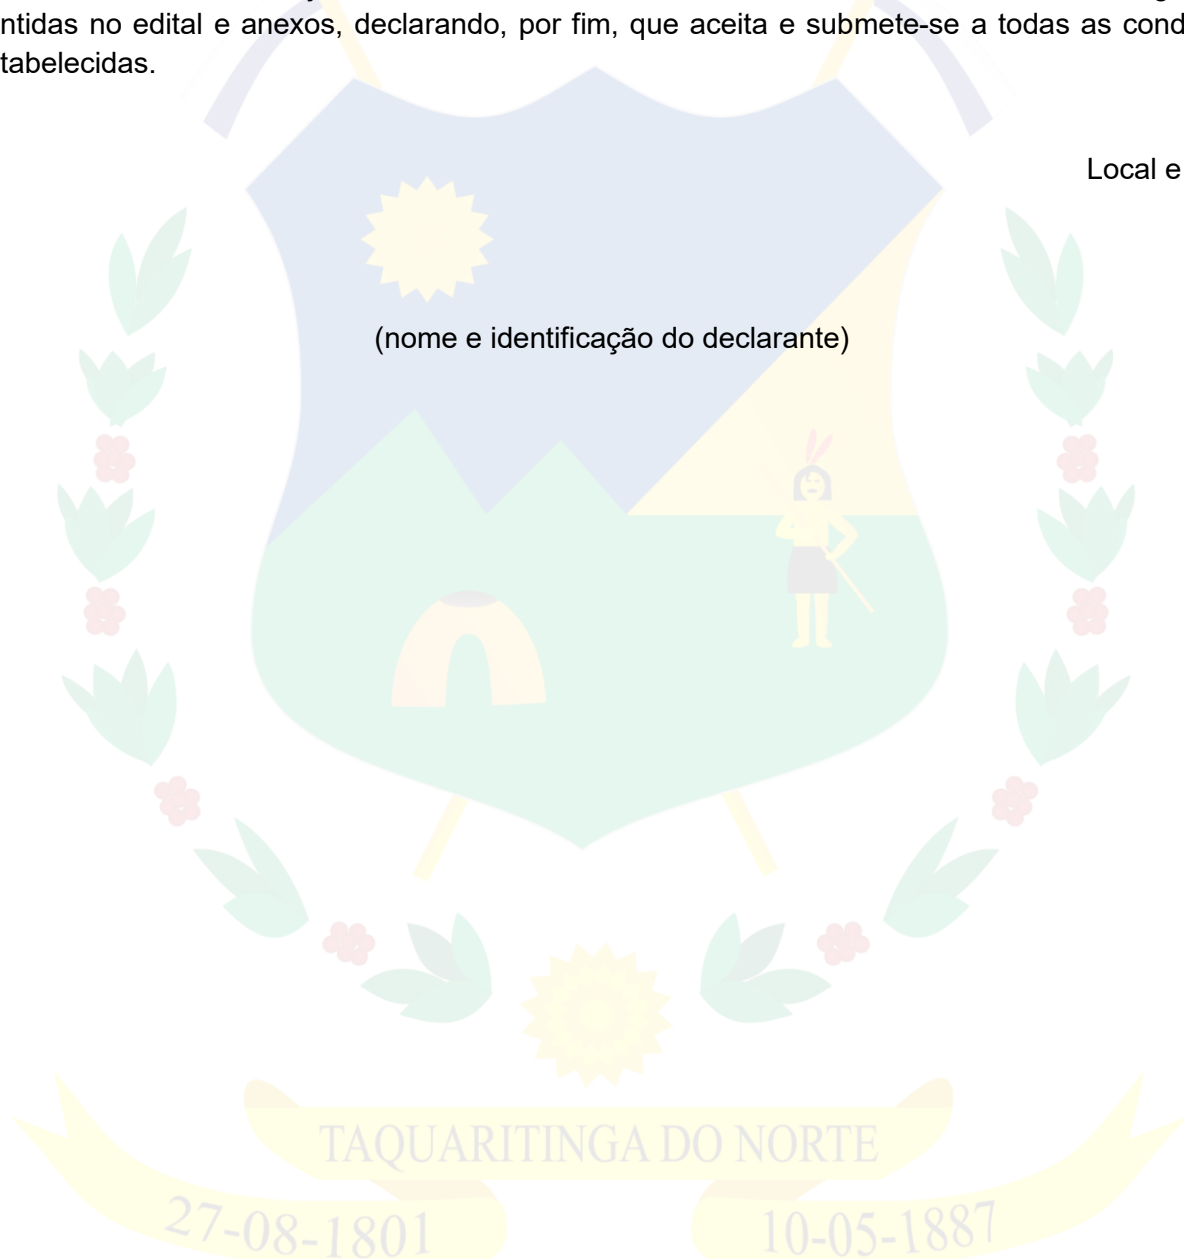 ntidas no edital e anexos, declarando, por fim, que aceita e submete-se a todas as cond
tabelecidas.
Local e
(nome e identificação do declarante)
TAQUARITINGA DO NORTE
27-08-1801 10-05-1887